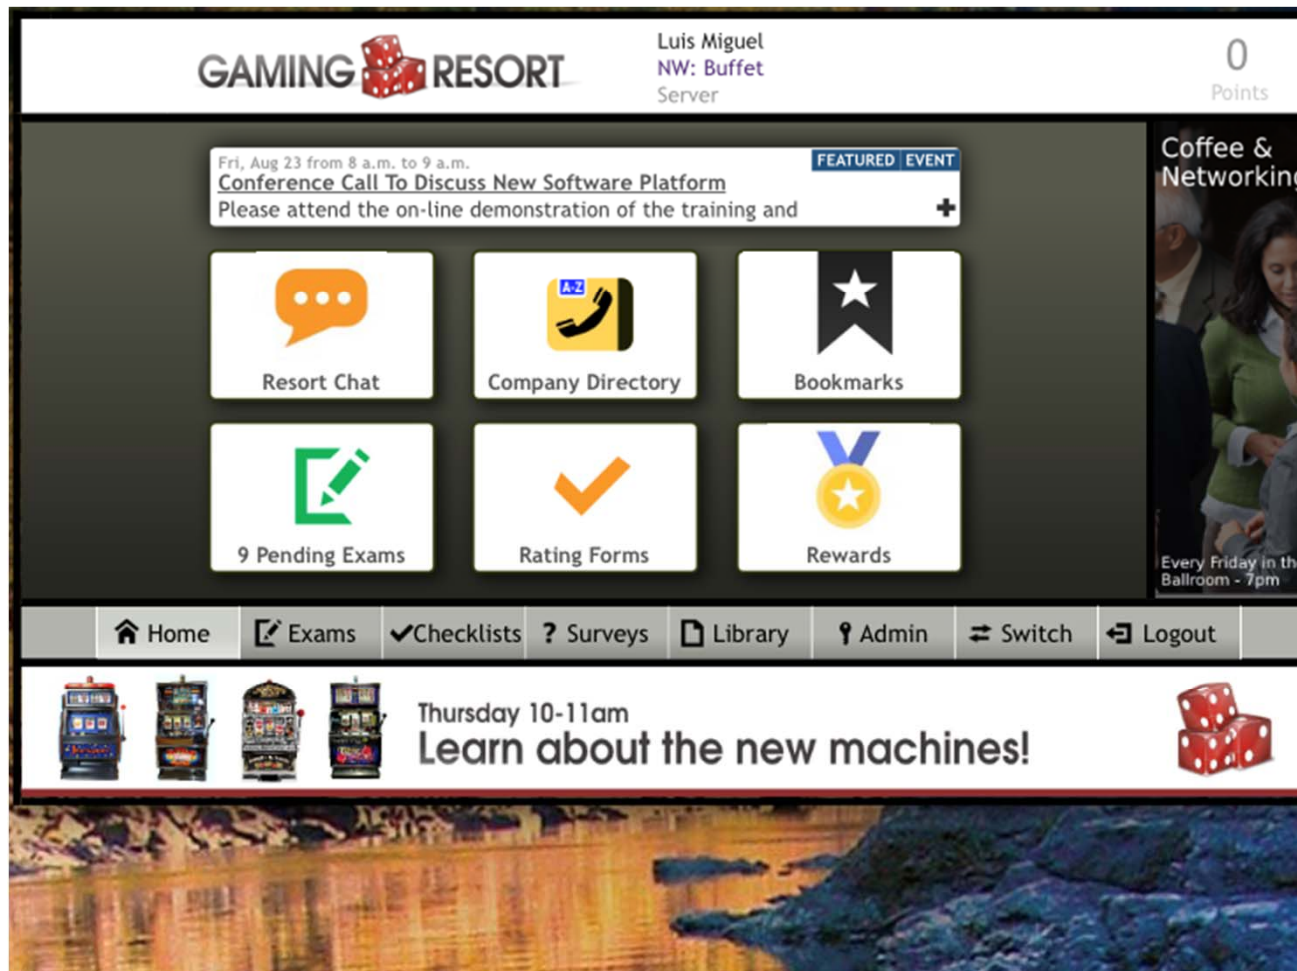 GAMING RESORT
Luis Miguel
NW: Buffet
Server
0
Points
Fri, Aug 23 from 8 a.m. to 9 a.m.
FEATURED EVENT
Conference Call To Discuss New Software Platform
Please attend the on-line demonstration of the training and
Coffee &
Networking
A-Z
Resort Chat
Company Directory
Bookmarks
9 Pending Exams
Rating Forms
Rewards
Every Friday in the
Ballroom - 7pm
Home
Exams
Checklists
? Surveys
Library
Admin
Switch
Logout
Thursday 10-11am
Learn about the new machines!